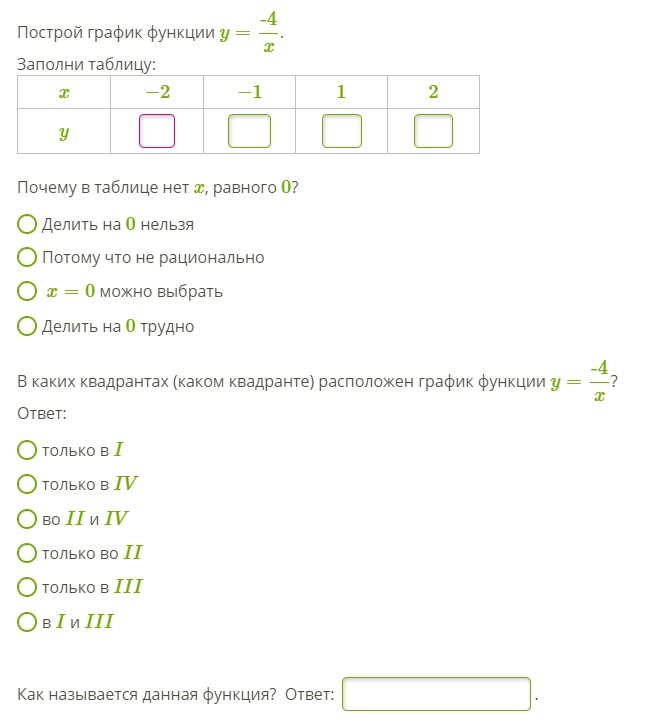 Построй график функции y = -4/x.
Заполни таблицу:
x −2 −1 1 2
y
Почему в таблице нет x, равного 0?
Делить на 0 нельзя
Потому что не рационально
x = 0 можно выбрать
Делить на 0 трудно
В каких квадрантах (каком квадранте) расположен график функции y = -4/x?
Ответ:
только в I
только в IV
во II и IV
только во II
только в III
в I и III
Как называется данная функция? Ответ: .